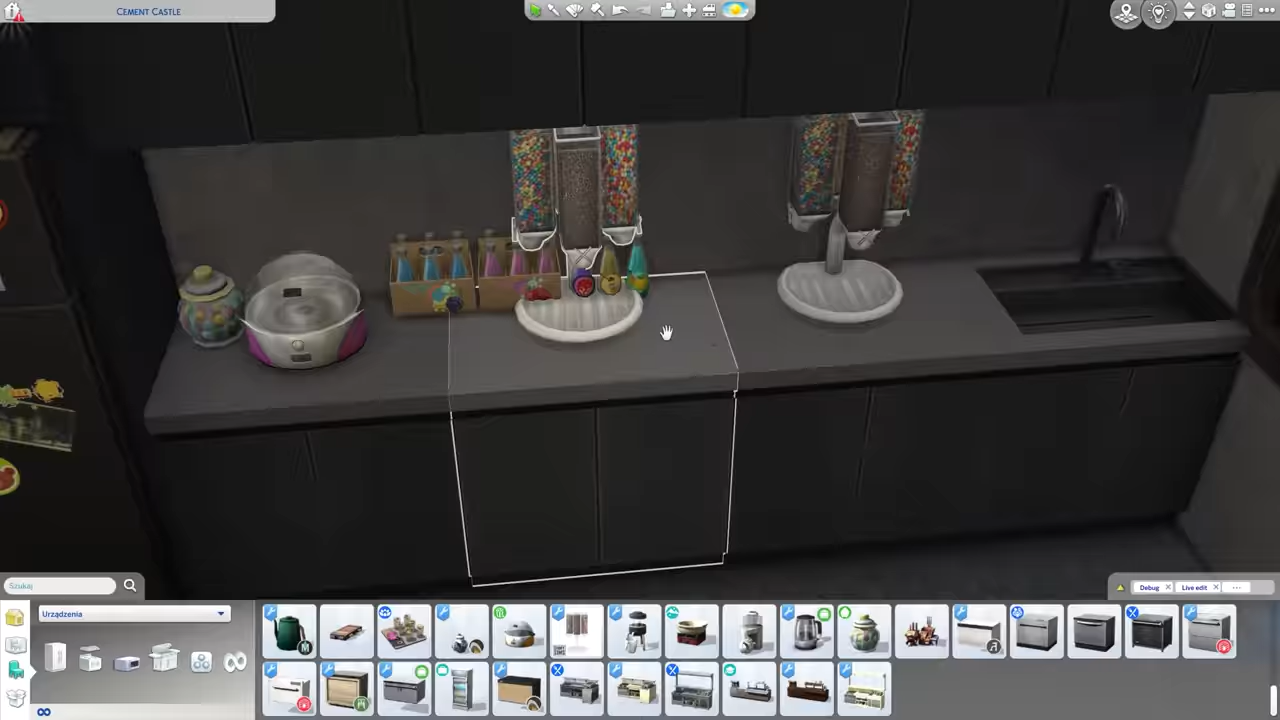 CEMENT CASTLE
Szukaj
Urządzenia
Debug
Live edit